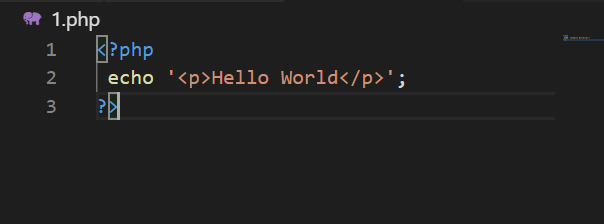 1.php
1 <?php
2 echo '<p>Hello World</p>';
3 ?>